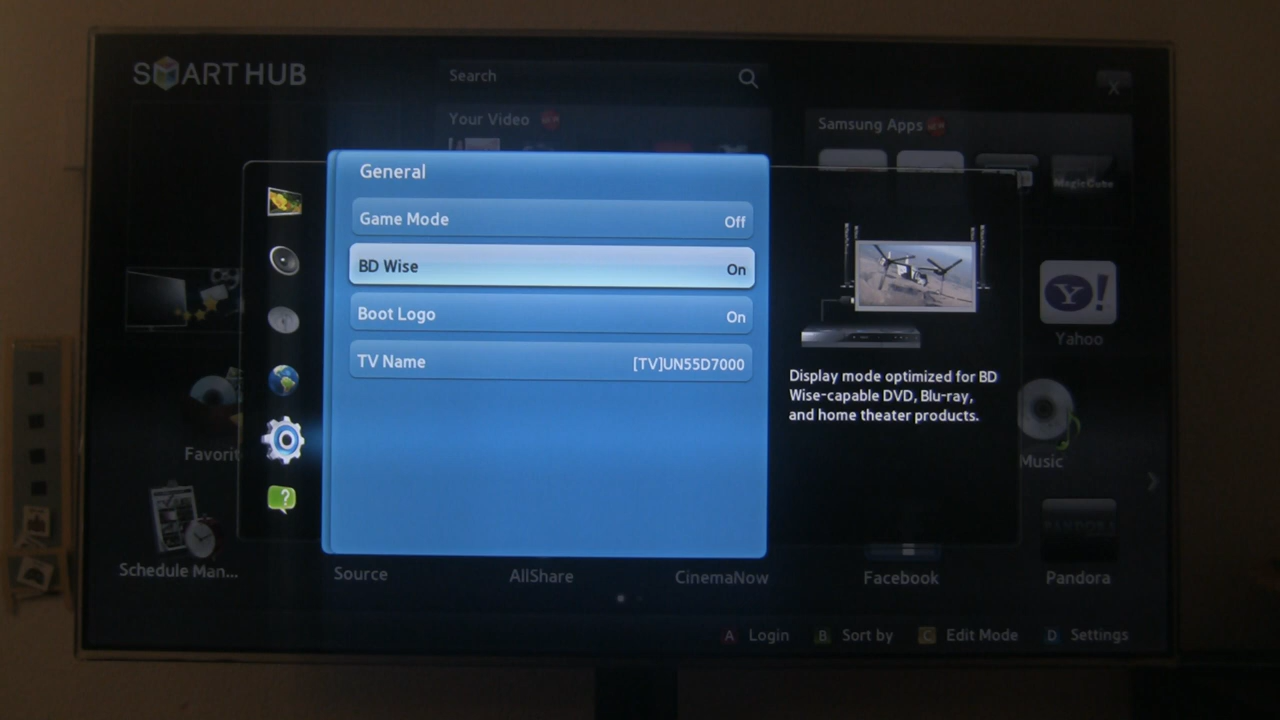 SMART HUB
Search
Your Video
Samsung Apps
General
Game Mode
Off
BD Wise
On
Boot Logo
On
TV Name
[TV]UN55D7000
Display mode optimized for BD
Wise-capable DVD, Blu-ray,
and home theater products.
MagicCube
Y!
Yahoo
Favorit
Music
Schedule Man...
Source
AllShare
CinemaNow
Facebook
PANDORA
Pandora
A Login
B Sort by
C Edit Mode
D Settings